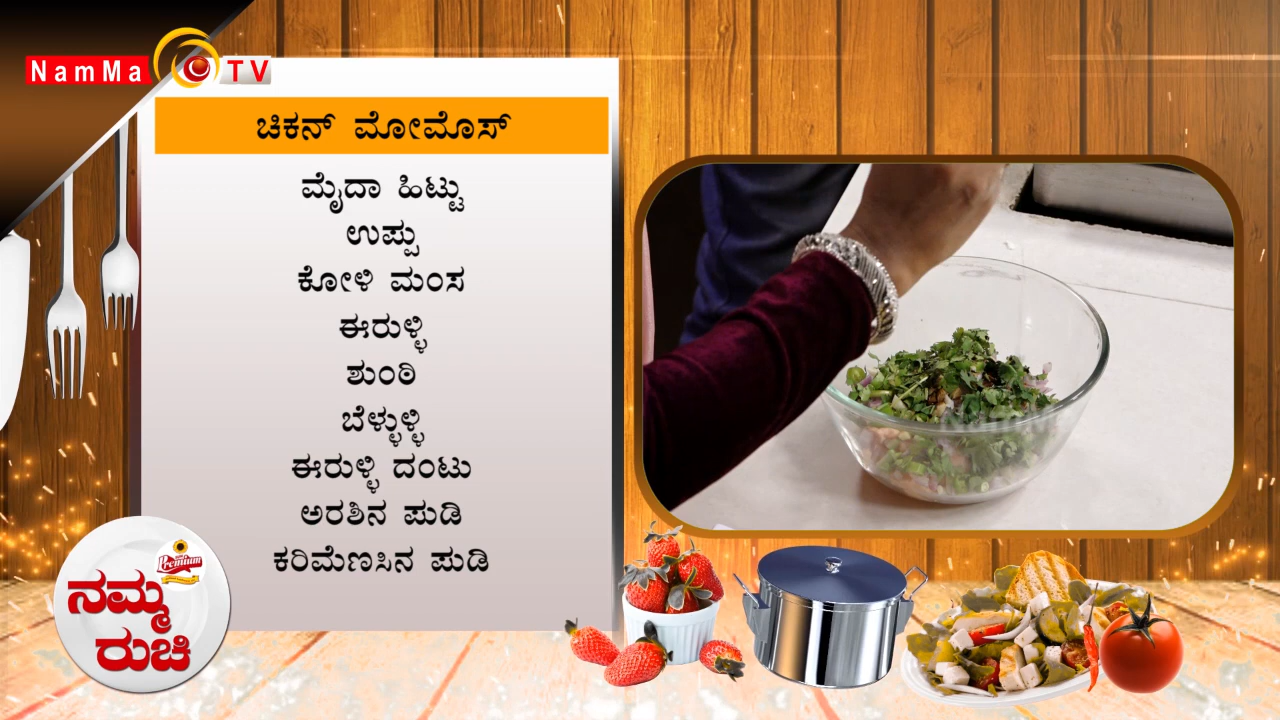 NamMa TV
ಚಿಕನ್ ಮೋಮೊಸ್
ಮೈದಾ ಹಿಟ್ಟು
ಉಪ್ಪು
ಕೋಳಿ ಮಂಸ
ಈರುಳ್ಳಿ
ಶುಂಠಿ
ಬೆಳ್ಳುಳ್ಳಿ
ಈರುಳ್ಳಿ ದಂಟು
ಅರಶಿನ ಪುಡಿ
ಕರಿಮೆಣಸಿನ ಪುಡಿ
Premium
ನಮ್ಮ
ರುಚಿ